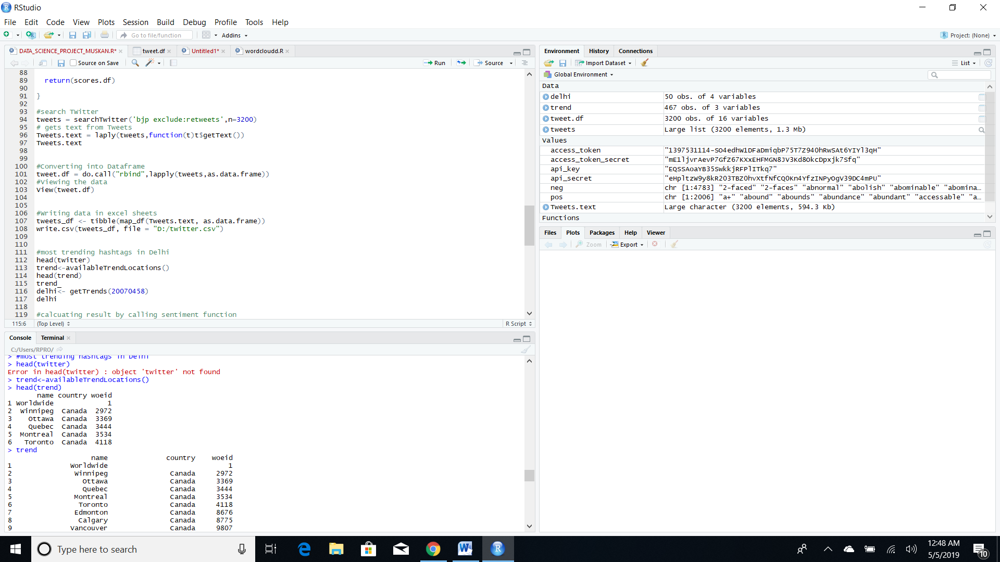 RStudio
File Edit Code View Plots Session Build Debug Profile Tools Help
Go to file/function Addins Project: (None)
DATA_SCIENCE_PROJECT_MUSKAN.R* tweet.df Untitled1* wordcloudd.R
Source on Save Run Source
88
89 return(scores.df)
90
91 }
92
93 #search TWitter
94 tweets = searchTwitter('bjp exclude:retweets',n=3200)
95 # gets text from Tweets
96 Tweets.text = laply(tweets,function(t)t$getText())
97 Tweets.text
98
99
100 #Converting into Dataframe
101 tweet.df = do.call("rbind",lapply(tweets,as.data.frame))
102 #Viewing the data
103 View(tweet.df)
104
105
106 #Writing data in excel sheets
107 tweets_df <- tibble(map_df(Tweets.text, as.data.frame))
108 write.csv(tweets_df, file = "D:/twitter.csv")
109
110
111 #most trending hashtags in Delhi
112 head(twitter)
113 trend<-availableTrendLocations()
114 head(trend)
115 trend
116 delhi<- getTrends(20070458)
117 delhi
118
119 #calcuating result by calling sentiment function
115:6 (Top Level) R Script
Console Terminal
C:/Users/RPRO/
> #most trending hashtags in Delhi
> head(twitter)
Error in head(twitter) : object 'twitter' not found
> trend<-availableTrendLocations()
> head(trend)
name country woeid
1 Worldwide 1
2 Winnipeg Canada 2972
3 Ottawa Canada 3369
4 Quebec Canada 3444
5 Montreal Canada 3534
6 Toronto Canada 4118
> trend
name country woeid
1 Worldwide 1
2 Winnipeg Canada 2972
3 Ottawa Canada 3369
4 Quebec Canada 3444
5 Montreal Canada 3534
6 Toronto Canada 4118
7 Edmonton Canada 8676
8 Calgary Canada 8775
9 Vancouver Canada 9807
Environment History Connections
Import Dataset List
Global Environment
Data
delhi 50 obs. of 4 variables
trend 467 obs. of 3 variables
tweet.df 3200 obs. of 16 variables
tweets Large list (3200 elements, 1.3 Mb)
Values
access_token
access_token_secret
api_key
api_secret
neg chr [1:4783] "2-faced" "2-faces" "abnormal" "abolish" "abominable" "abomina…
pos chr [1:2006] "a+" "abound" "abounds" "abundance" "abundant" "accessable" "a…
Tweets.text Large character (3200 elements, 594.3 Kb)
Functions
Files Plots Packages Help Viewer
Zoom Export
Type here to search
12:48 AM
5/5/2019
10